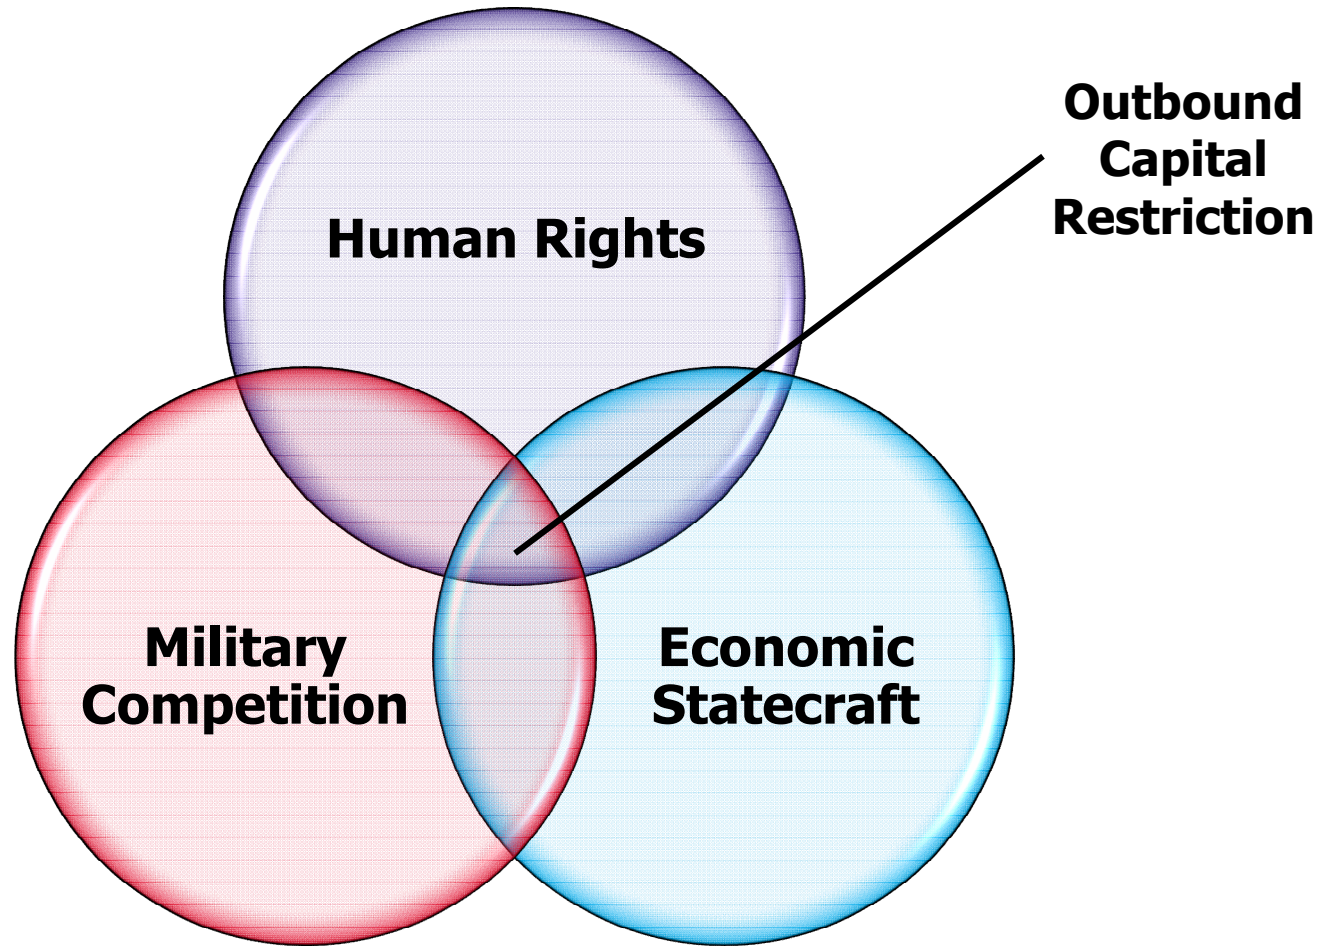 Outbound
Capital
Restriction
Human Rights
Military
Competition
Economic
Statecraft